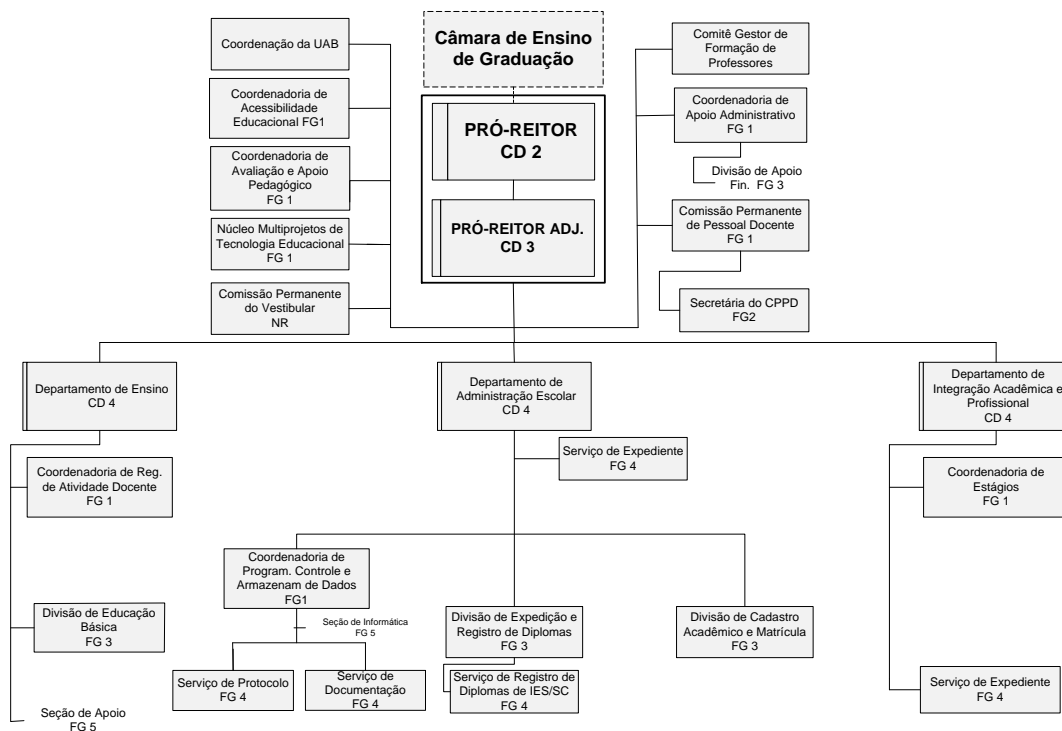 Câmara de Ensino
de Graduação
PRÓ-REITOR
CD 2
PRÓ-REITOR ADJ.
CD 3
Coordenação da UAB
Coordenadoria de
Acessibilidade
Educacional FG1
Coordenadoria de
Avaliação e Apoio
Pedagógico
FG 1
Núcleo Multiprojetos de
Tecnologia Educacional
FG 1
Comissão Permanente
do Vestibular
NR
Comitê Gestor de
Formação de
Professores
Coordenadoria de
Apoio Administrativo
FG 1
Divisão de Apoio
Fin. FG 3
Comissão Permanente
de Pessoal Docente
FG 1
Secretária do CPPD
FG2
Departamento de Ensino
CD 4
Coordenadoria de Reg.
de Atividade Docente
FG 1
Divisão de Educação
Básica
FG 3
Seção de Apoio
FG 5
Departamento de
Administração Escolar
CD 4
Serviço de Expediente
FG 4
Coordenadoria de
Program. Controle e
Armazenam de Dados
FG1
Seção de Informática
FG 5
Serviço de Protocolo
FG 4
Serviço de
Documentação
FG 4
Divisão de Expedição e
Registro de Diplomas
FG 3
Serviço de Registro de
Diplomas de IES/SC
FG 4
Divisão de Cadastro
Acadêmico e Matrícula
FG 3
Departamento de
Integração Acadêmica e
Profissional
CD 4
Coordenadoria de
Estágios
FG 1
Serviço de Expediente
FG 4